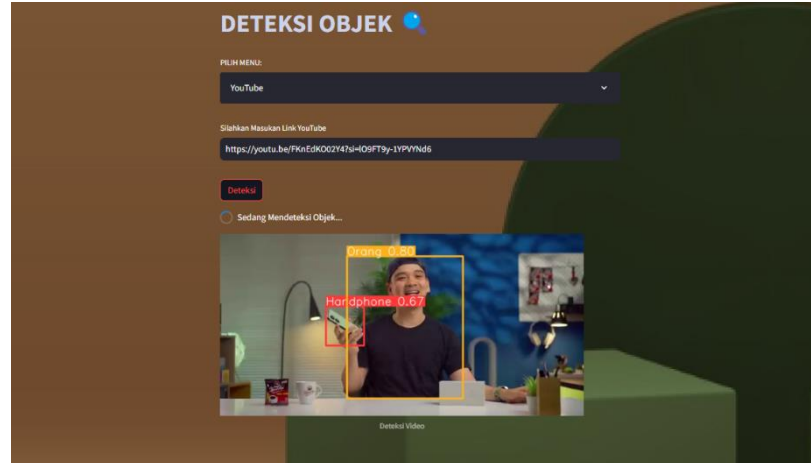 DETEKSI OBJEK
PILIH MENU:
YouTube
Silahkan Masukan Link YouTube
https://youtu.be/FKnEdKO02Y4?si=lO9FT9y-1YPVYNd6
Deteksi
Sedang Mendeteksi Objek...
Orang 0.80
Handphone 0.67
Deteksi Video